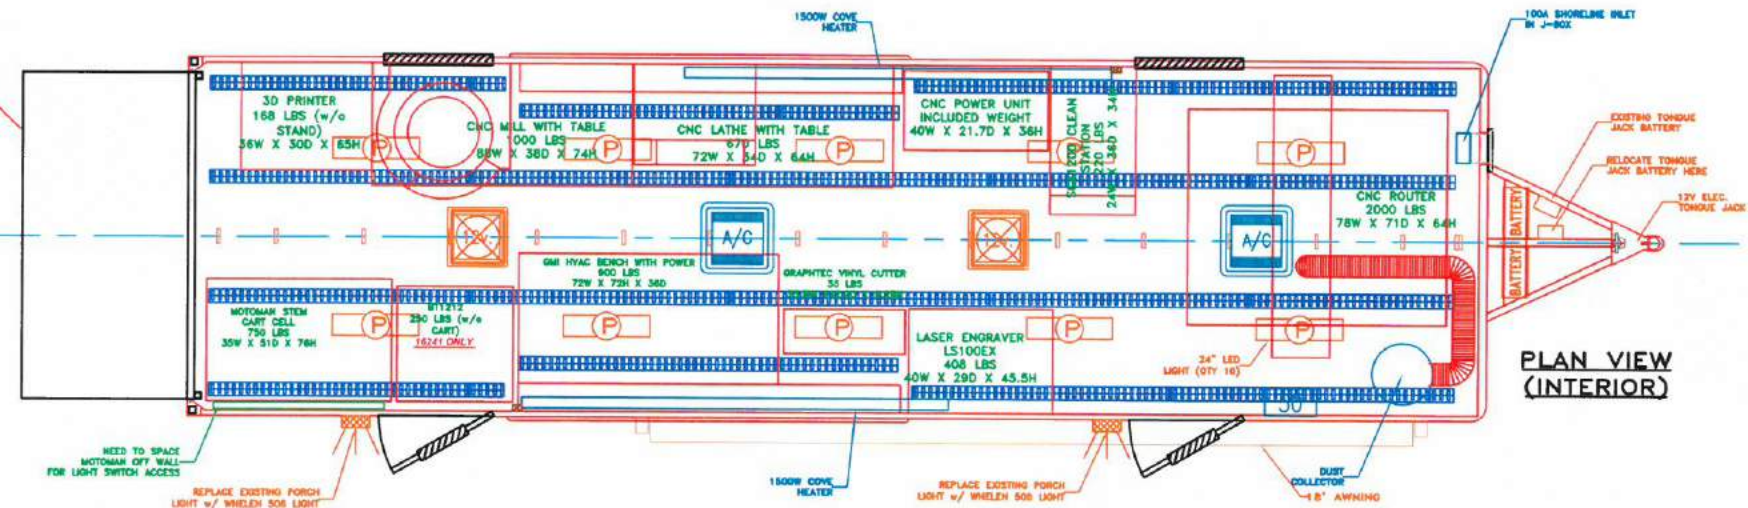 1500W COVE
HEATER
100A SHORELINE INLET
IN J-BOX
3D PRINTER
168 LBS (w/o
STAND)
36W X 30D X 65H
CNC MILL WITH TABLE
1000 LBS
X 38D X 74H
CNC LATHE WITH TABLE
670 LBS
72W X 34D X 64H
CNC POWER UNIT
INCLUDED WEIGHT
40W X 21.7D X 36H
CLEAN
STATION
220 LBS
24W X 36D X
P
P
P
P
P
EXISTING TONGUE
JACK BATTERY
RELOCATE TONGUE
JACK BATTERY HERE
12V ELEC.
TONGUE JACK
CNC ROUTER
2000 LBS
78W X 71D X 64H
BATTERY
BATTERY
12V.
A/C
12V.
A/C
MOTOMAN STEM
CART CELL
750 LBS
35W X 51D X 76H
250 LBS (w/o
CART)
16241 ONLY
GMI HVAC BENCH WITH POWER
600 LBS
72W X 72H X 36D
GRAPHTEC VINYL CUTTER
LBS
LASER ENGRAVER
LS100EX
408 LBS
40W X 29D X 45.5H
P
P
P
P
P
24" LED
LIGHT (QTY 10)
30
PLAN VIEW
(INTERIOR)
NEED TO SPACE
MOTOMAN OFF WALL
FOR LIGHT SWITCH ACCESS
REPLACE EXISTING PORCH
LIGHT w/ WHELEN 500 LIGHT
1500W COVE
HEATER
REPLACE EXISTING PORCH
LIGHT w/ WHELEN 500 LIGHT
DUST
COLLECTOR
18' AWNING